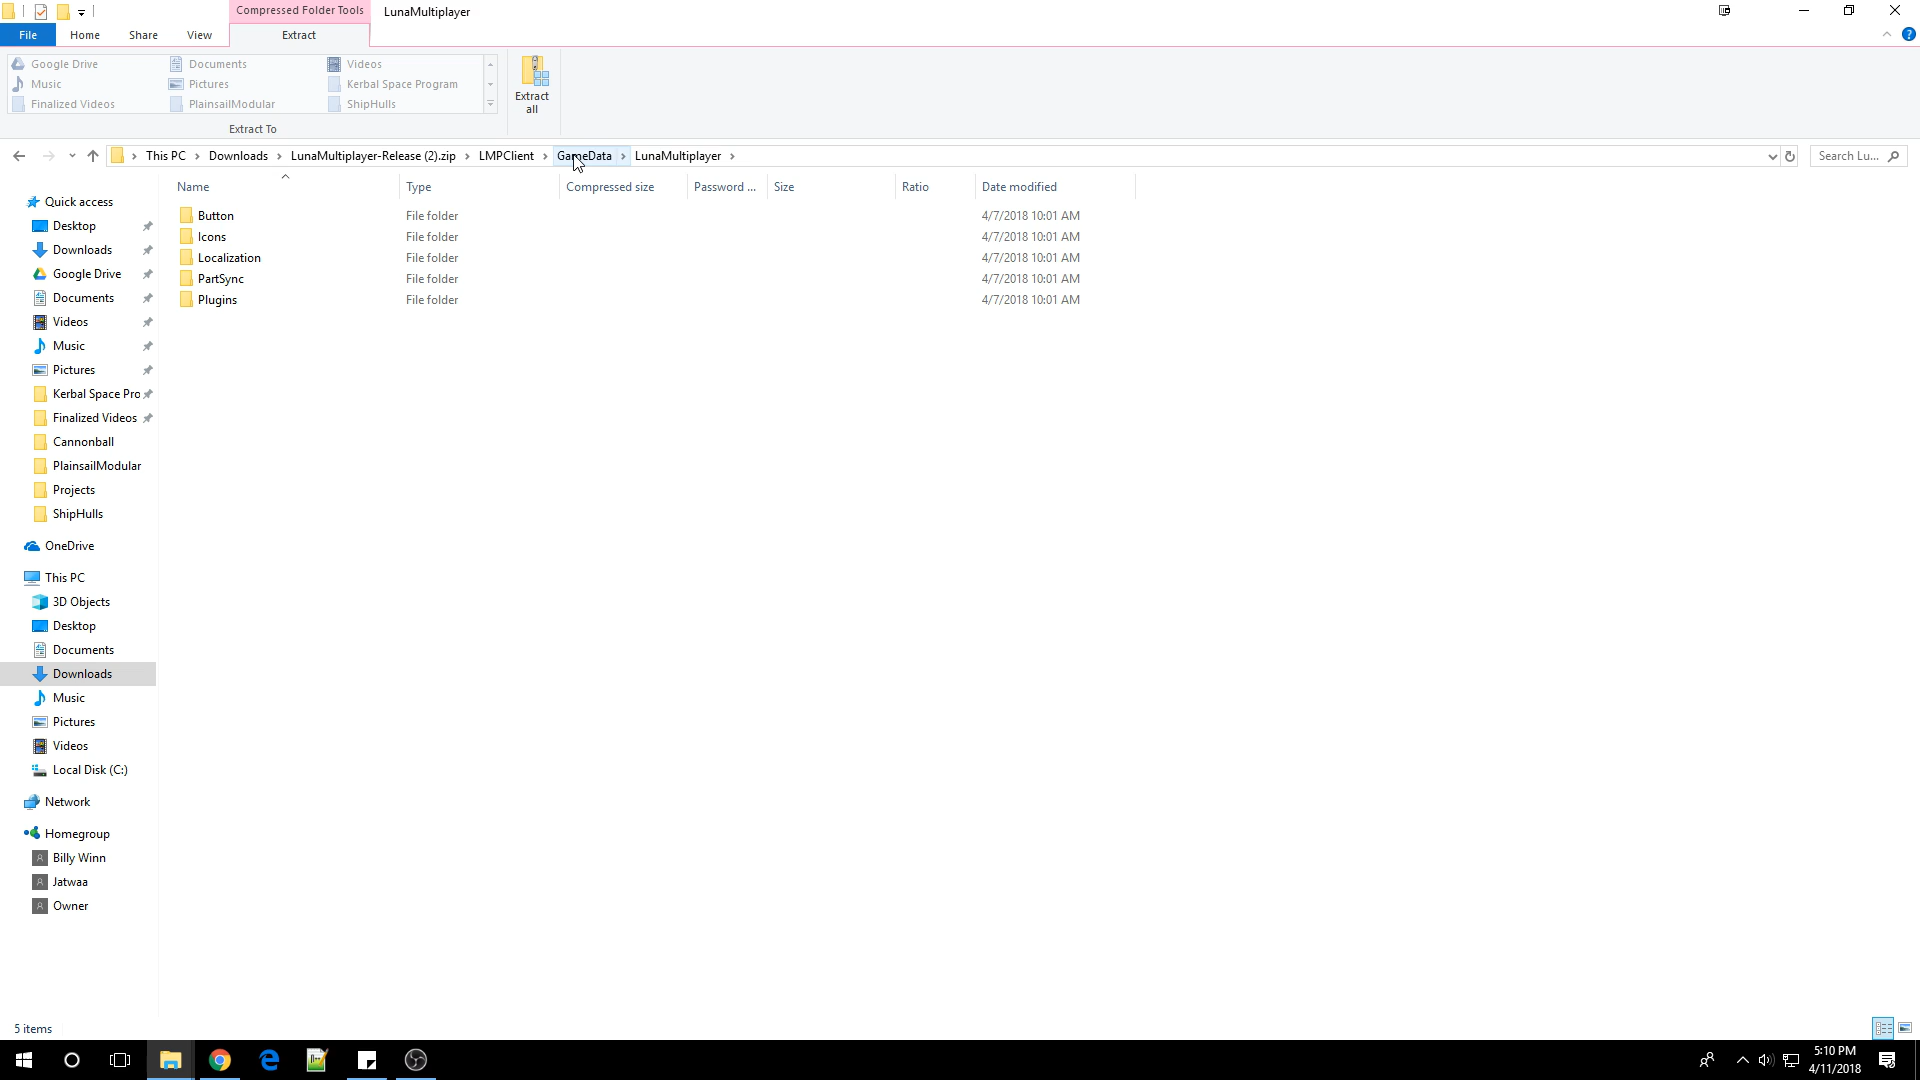 Compressed Folder Tools
LunaMultiplayer
File
Home
Share
View
Extract
Google Drive
Documents
Videos
Music
Pictures
Kerbal Space Program
Finalized Videos
PlainsailModular
ShipHulls
Extract To
Extract
all
This PC > Downloads > LunaMultiplayer-Release (2).zip > LMPClient > GameData > LunaMultiplayer >
Search Lu...
Name
Type
Compressed size
Password ...
Size
Ratio
Date modified
Button File folder 4/7/2018 10:01 AM
Icons File folder 4/7/2018 10:01 AM
Localization File folder 4/7/2018 10:01 AM
PartSync File folder 4/7/2018 10:01 AM
Plugins File folder 4/7/2018 10:01 AM
Quick access
Desktop
Downloads
Google Drive
Documents
Videos
Music
Pictures
Kerbal Space Pro
Finalized Videos
Cannonball
PlainsailModular
Projects
ShipHulls
OneDrive
This PC
3D Objects
Desktop
Documents
Downloads
Music
Pictures
Videos
Local Disk (C:)
Network
Homegroup
Billy Winn
Jatwaa
Owner
5 items
5:10 PM
4/11/2018